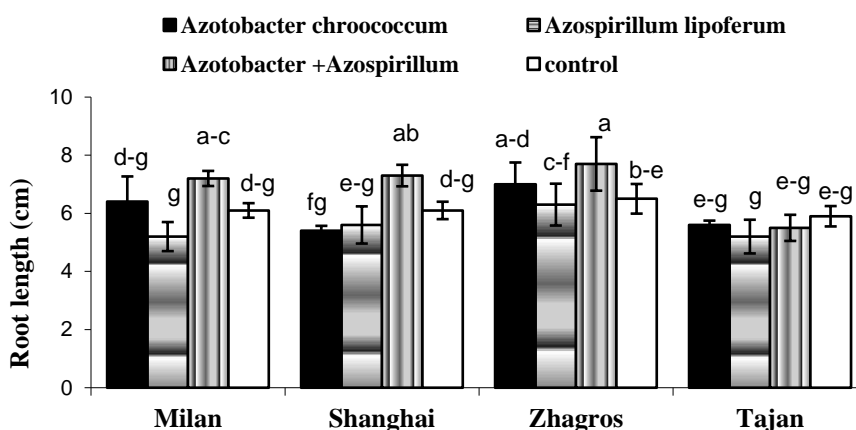 Azotobacter chroococcum Azospirillum lipoferum
Azotobacter +Azospirillum control
Root length (cm)
10
8
6
4
2
0
d-g g a-c d-g
fg e-g ab d-g
a-d c-f a b-e
e-g g e-g e-g
Milan Shanghai Zhagros Tajan